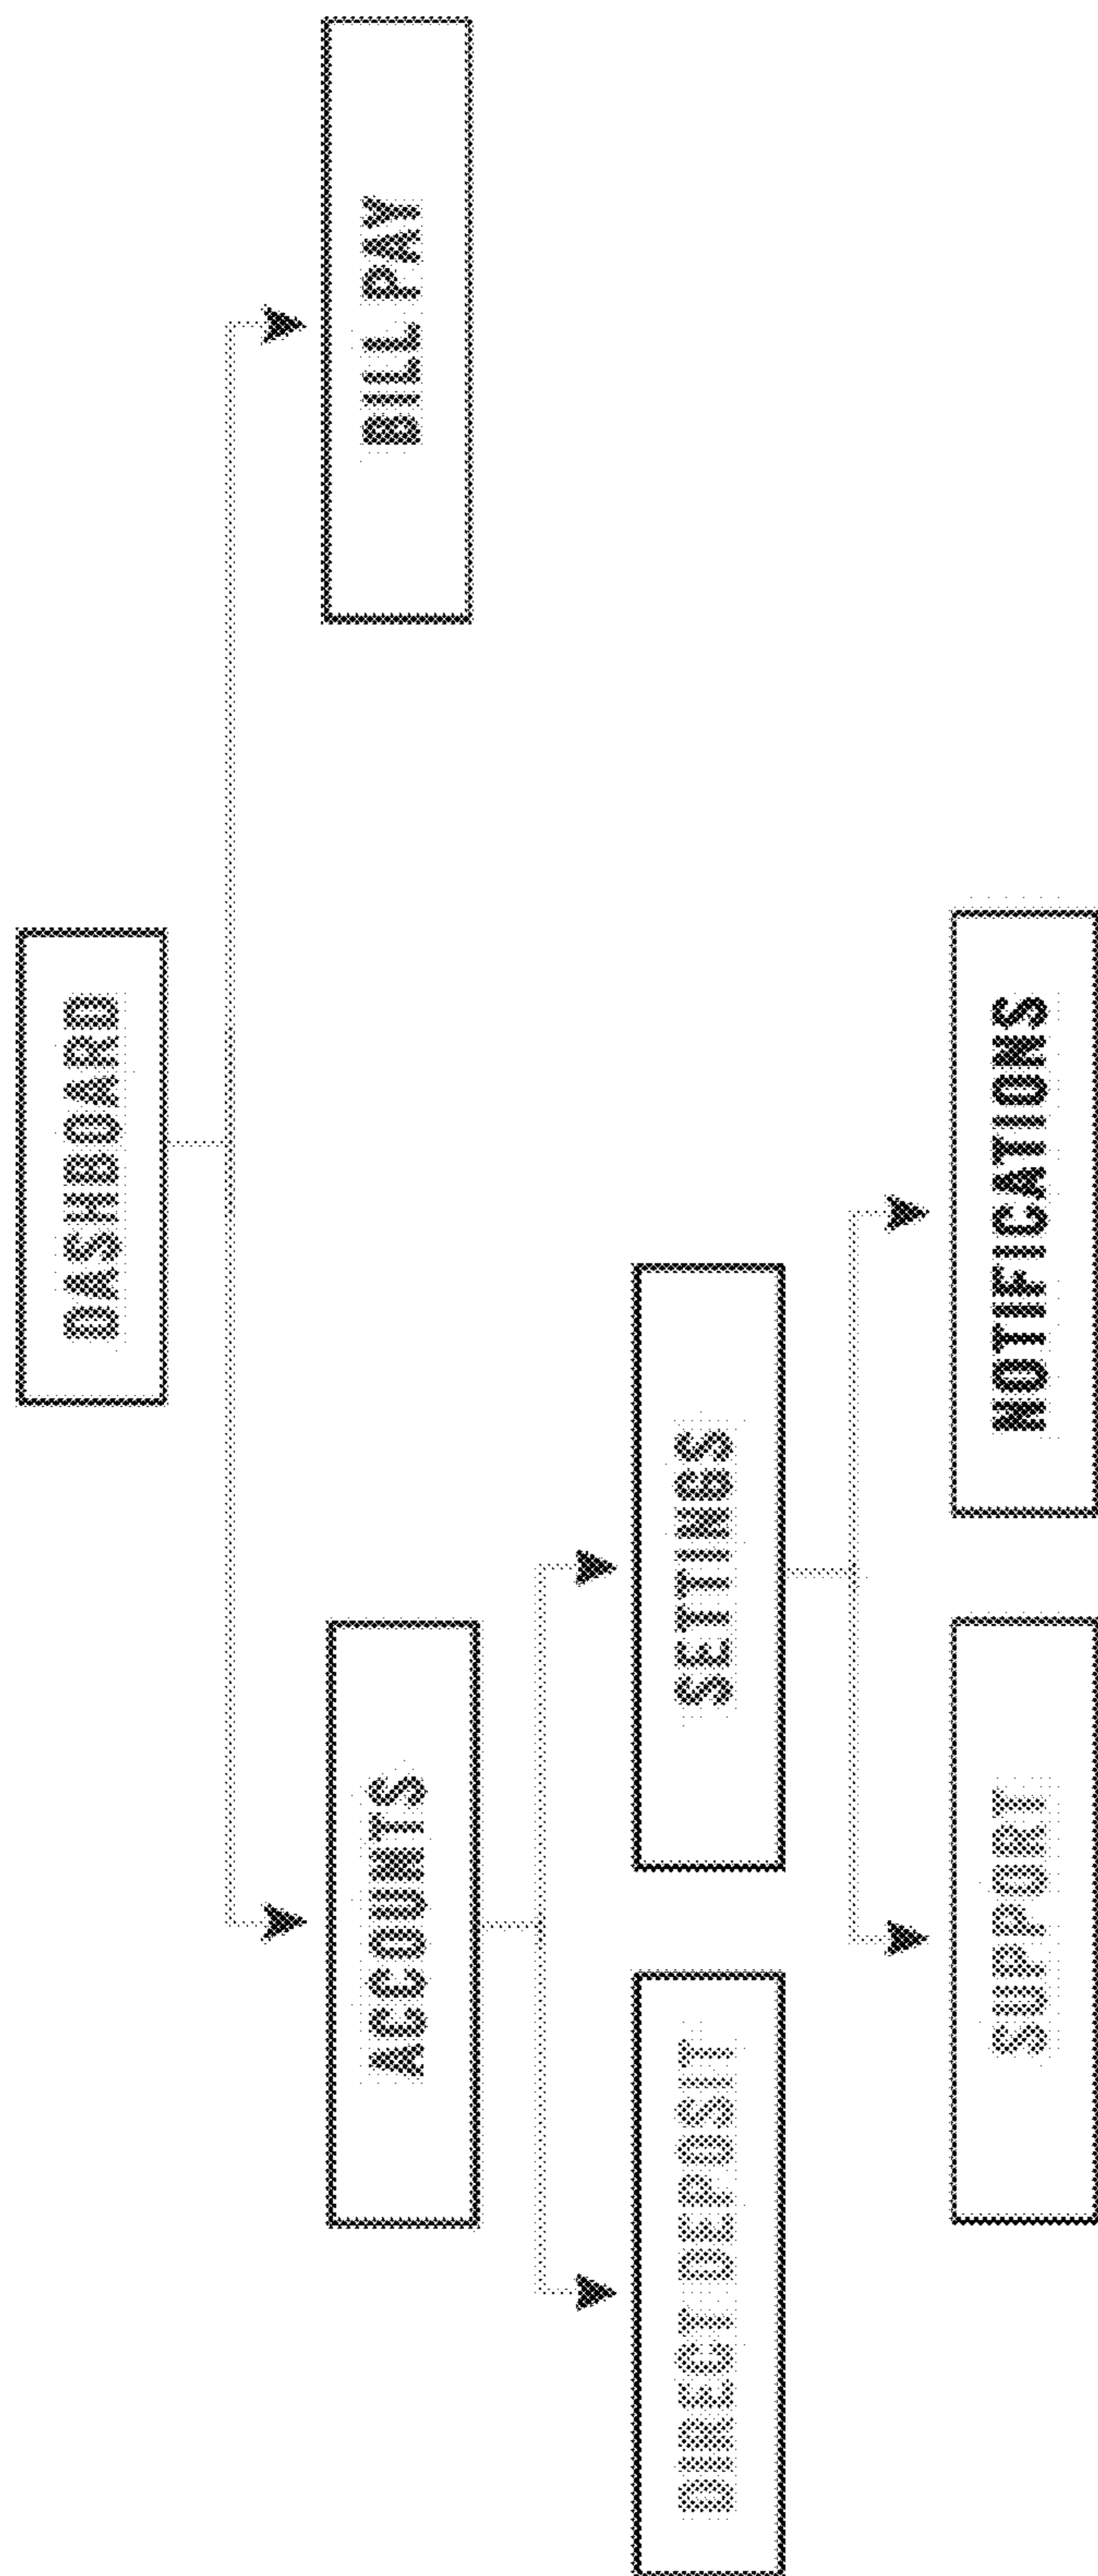 DASHBOARD
ACCOUNTS
BILL PAY
DIRECT DEPOSIT
SETTINGS
SUPPORT
NOTIFICATIONS